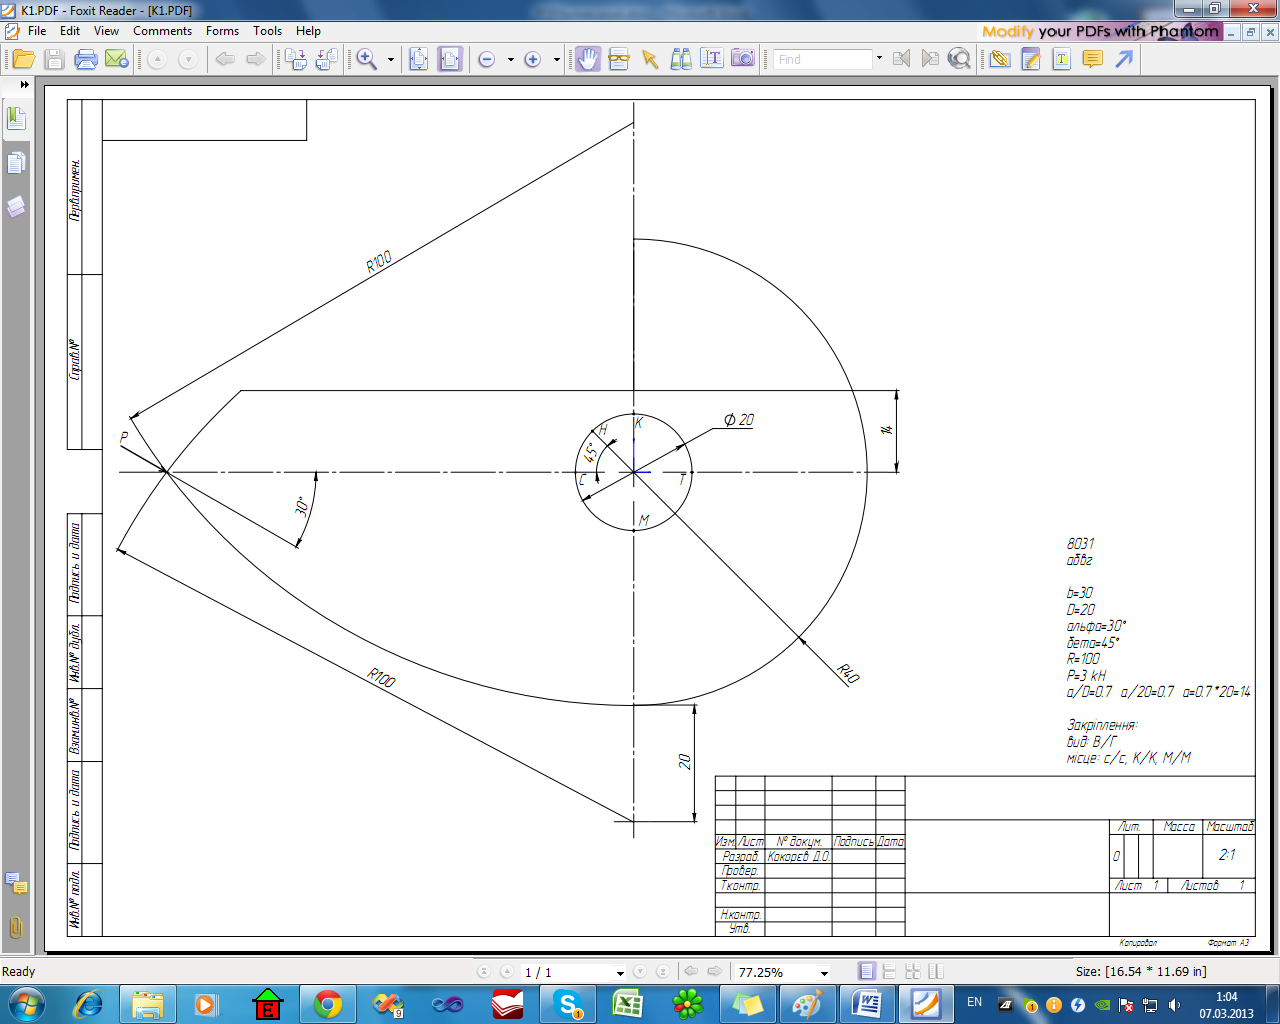 K1.PDF - Foxit Reader - [K1.PDF]
File Edit View Comments Forms Tools Help
Modify your PDFs with Phantom
Find
Перв.примен.
Справ.№
Подпись и дата
Инв.№ дубл.
Взам.инв.№
Подпись и дата
Инв.№ подл.
R100
P
30°
45°
H
K
C
T
M
Ф 20
14
R100
R40
20
8031
абвг
b=30
D=20
альфа=30°
бета=45°
R=100
P=3 kH
a/D=0.7 a/20=0.7 a=0.7*20=14
Закріплення:
вид: В/Г
місце: c/c, K/K, M/M
Изм. Лист № докум. Подпись Дата
Разраб. Кокорєв Д.О.
Провер.
Т.контр.
Н.контр.
Утв.
Лит. Масса Масштаб
О 2:1
Лист 1 Листов 1
Копировал Формат А3
Ready
1 / 1
77.25%
Size: [16.54 * 11.69 in]
EN
1:04
07.03.2013